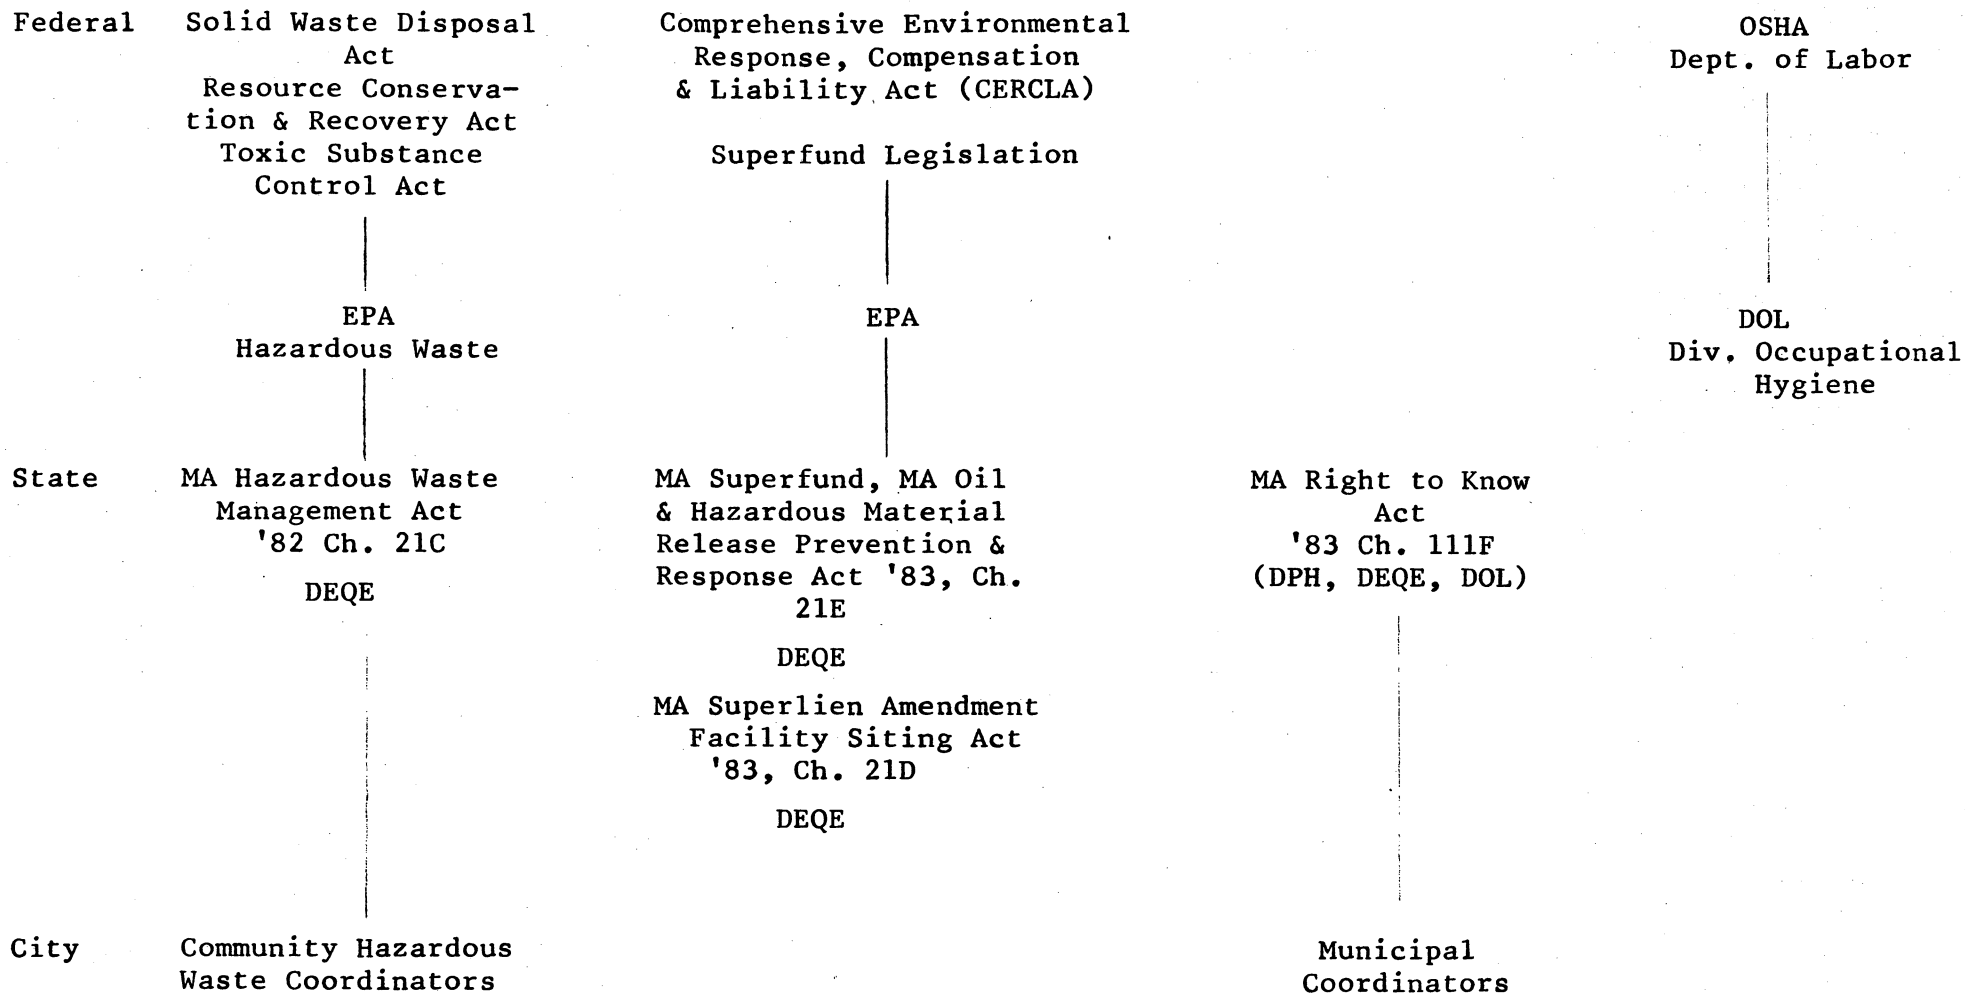 Federal
Solid Waste Disposal
Act
Resource Conserva-
tion & Recovery Act
Toxic Substance
Control Act
Comprehensive Environmental
Response, Compensation
& Liability Act (CERCLA)
Superfund Legislation
OSHA
Dept. of Labor
EPA
Hazardous Waste
EPA
DOL
Div. Occupational
Hygiene
State
MA Hazardous Waste
Management Act
'82 Ch. 21C
DEQE
MA Superfund, MA Oil
& Hazardous Material
Release Prevention &
Response Act '83, Ch.
21E
DEQE
MA Superlien Amendment
Facility Siting Act
'83, Ch. 21D
DEQE
MA Right to Know
Act
'83 Ch. 111F
(DPH, DEQE, DOL)
City
Community Hazardous
Waste Coordinators
Municipal
Coordinators